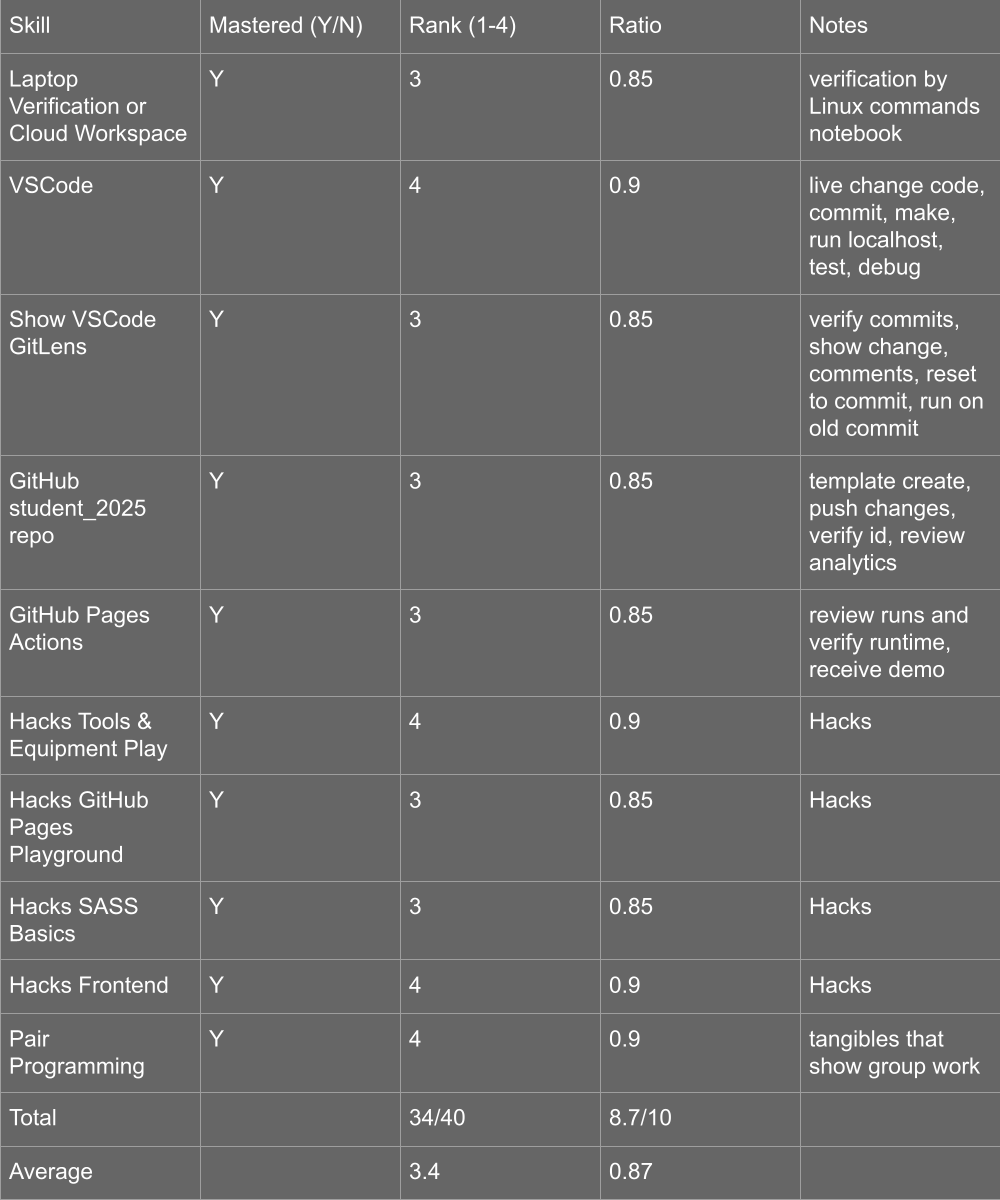 Skill Mastered (Y/N) Rank (1-4) Ratio Notes
Laptop Y 3 0.85 verification by
Verification or Linux commands
Cloud Workspace notebook
VSCode Y 4 0.9 live change code,
commit, make,
run localhost,
test, debug
Show VSCode Y 3 0.85 verify commits,
GitLens show change,
comments, reset
to commit, run on
old commit
GitHub Y 3 0.85 template create,
student_2025 push changes,
repo verify id, review
analytics
GitHub Pages Y 3 0.85 review runs and
Actions verify runtime,
receive demo
Hacks Tools & Y 4 0.9 Hacks
Equipment Play
Hacks GitHub Y 3 0.85 Hacks
Pages
Playground
Hacks SASS Y 3 0.85 Hacks
Basics
Hacks Frontend Y 4 0.9 Hacks
Pair Y 4 0.9 tangibles that
Programming show group work
Total 34/40 8.7/10
Average 3.4 0.87